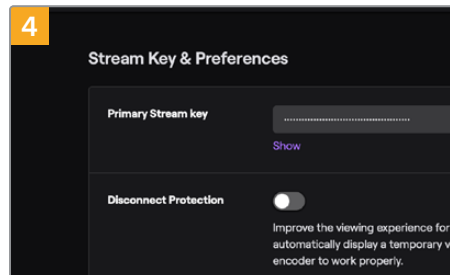 4
Stream Key & Preferences
Primary Stream key
Show
Disconnect Protection
Improve the viewing experience for
automatically display a temporary v
encoder to work properly.